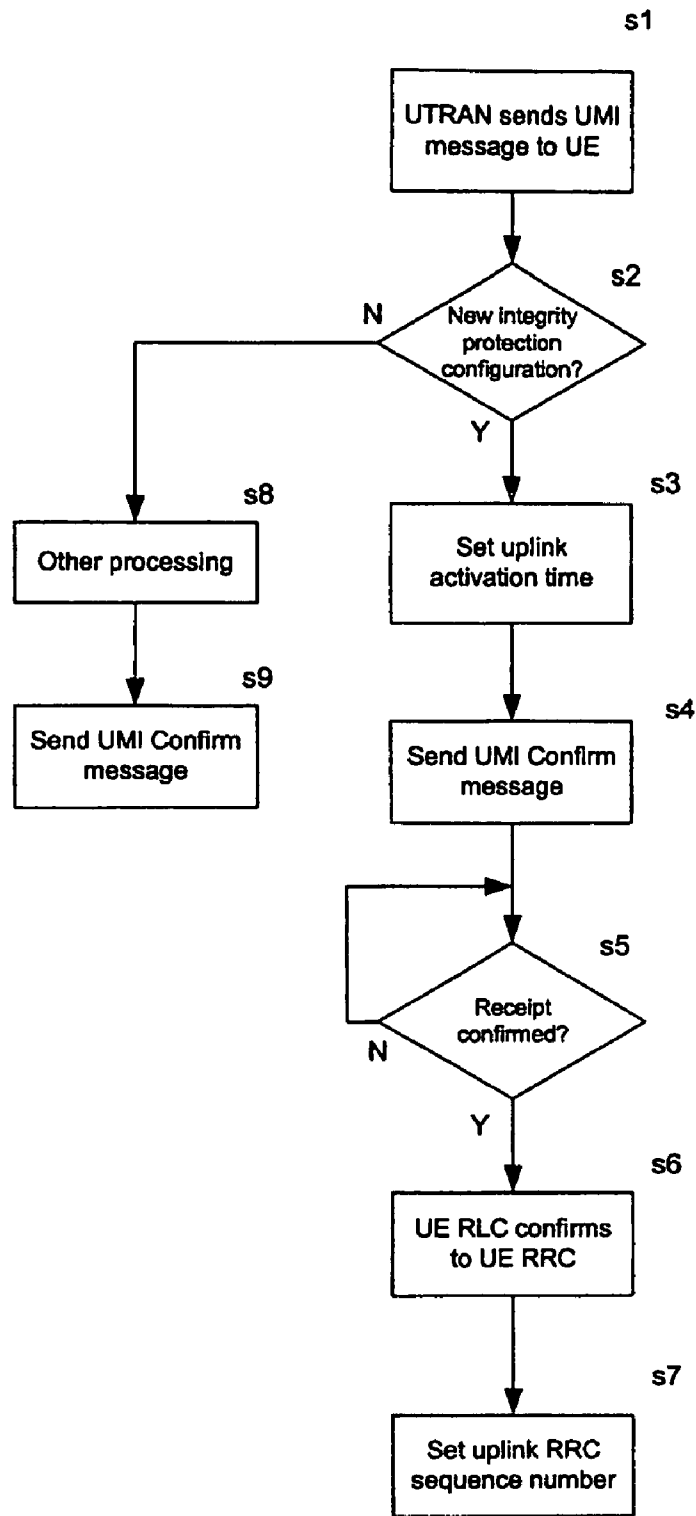 s1
UTRAN sends UMI
message to UE
s2
N
New integrity
protection
configuration?
Y
s3
s8
Set uplink
activation time
Other processing
s9
s4
Send UMI Confirm
message
Send UMI Confirm
message
s5
Receipt
confirmed?
N
Y
s6
UE RLC confirms
to UE RRC
s7
Set uplink RRC
sequence number